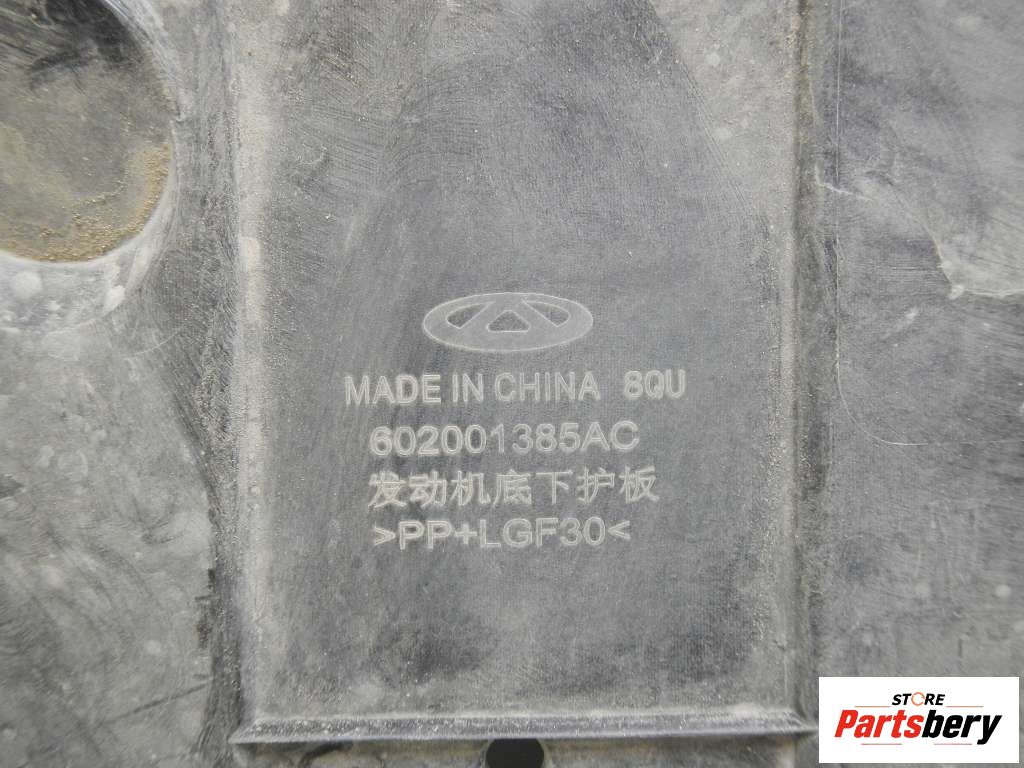 MADE IN CHINA 8QU
602001385AC
发动机底下护板
>PP+LGF30<
STORE
Partsbery